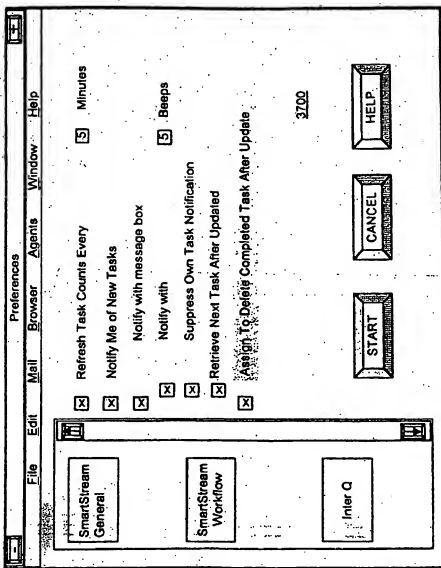 Preferences
File Edit Mail Browser Agents Window Help
SmartStream
General
SmartStream
Workflow
Inter Q
X Refresh Task Counts Every 5 Minutes
X Notify Me of New Tasks
X Notify with message box
X Notify with 5 Beeps
X Suppress Own Task Notification
X Retrieve Next Task After Updated
X Assign To Delete Completed Task After Update
3700
START CANCEL HELP